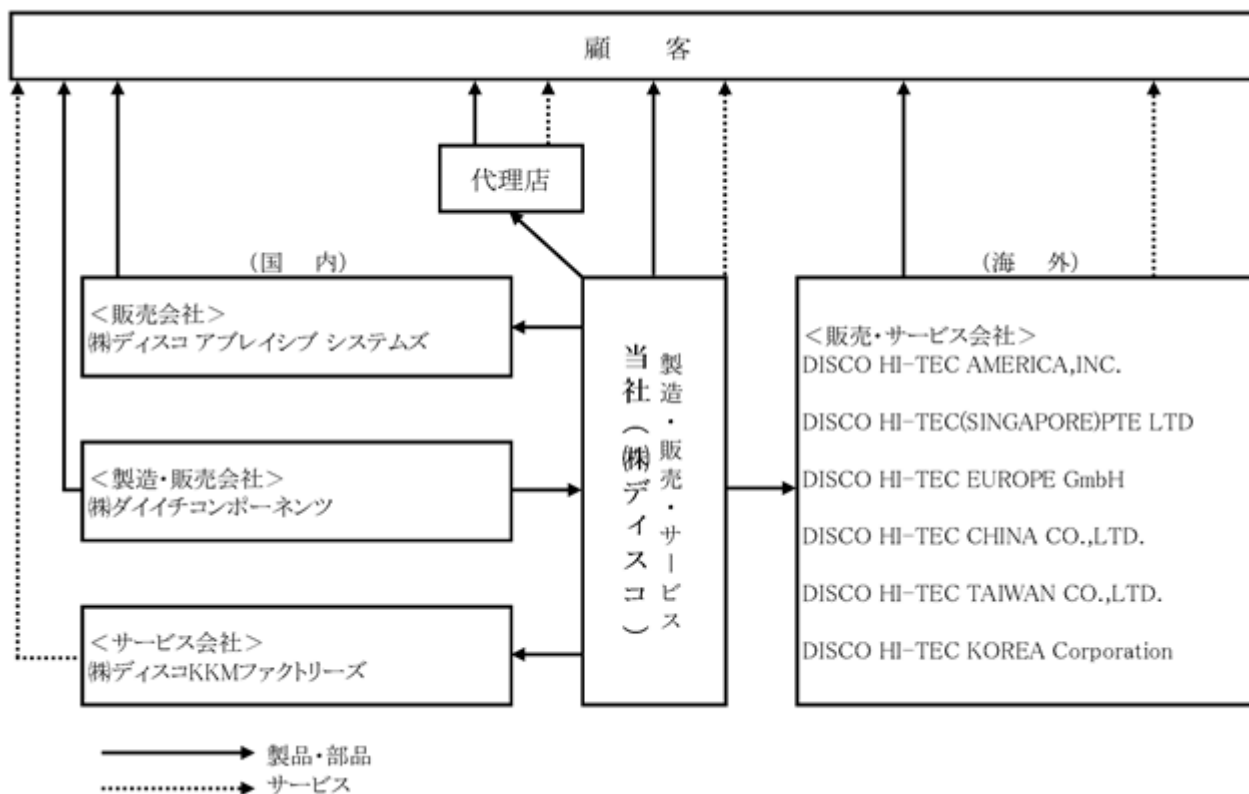 顧 客
代理店
(国 内)
(海 外)
<販売会社>
㈱ディスコ アブレイシブ システムズ
<製造・販売会社>
㈱ダイイチコンポーネンツ
<サービス会社>
㈱ディスコKKMファクトリーズ
当社(㈱ディスコ)
製造・販売・サービス
<販売・サービス会社>
DISCO HI-TEC AMERICA,INC.
DISCO HI-TEC(SINGAPORE)PTE LTD
DISCO HI-TEC EUROPE GmbH
DISCO HI-TEC CHINA CO.,LTD.
DISCO HI-TEC TAIWAN CO.,LTD.
DISCO HI-TEC KOREA Corporation
製品・部品
サービス